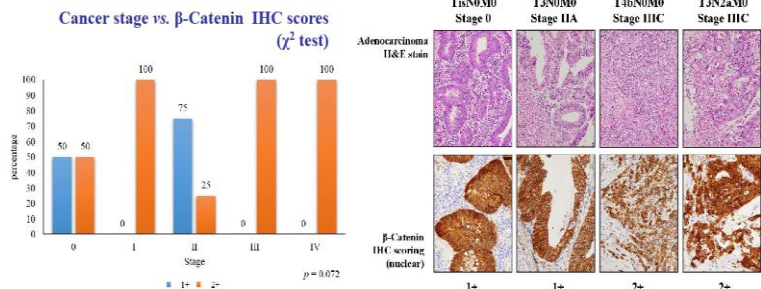 Cancer stage vs. β-Catenin IHC scores
(χ² test)
percentage
100
90
80
70
60
50
40
30
20
10
0
50 50
0 100
75 25
0 100
0 100
0 I II III IV
Stage
p = 0.072
1+ 2+
TisN0M0 T3N0M0 T4bN0M0 T3N2aM0
Stage 0 Stage IIA Stage IIIC Stage IIIC
Adenocarcinoma
H&E stain
β-Catenin
IHC scoring
(nuclear)
1+ 1+ 2+ 2+